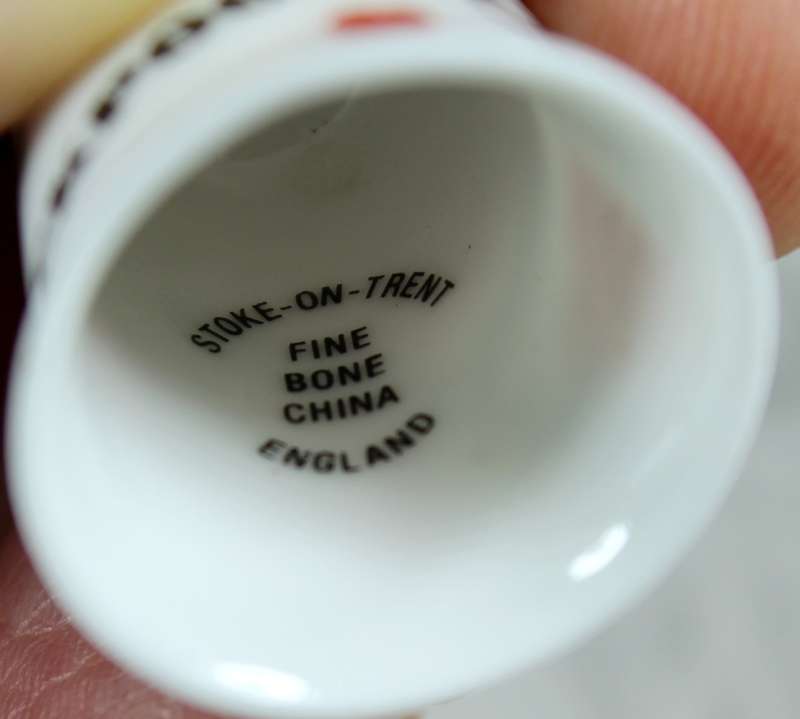 STOKE-ON-TRENT
FINE
BONE
CHINA
ENGLAND